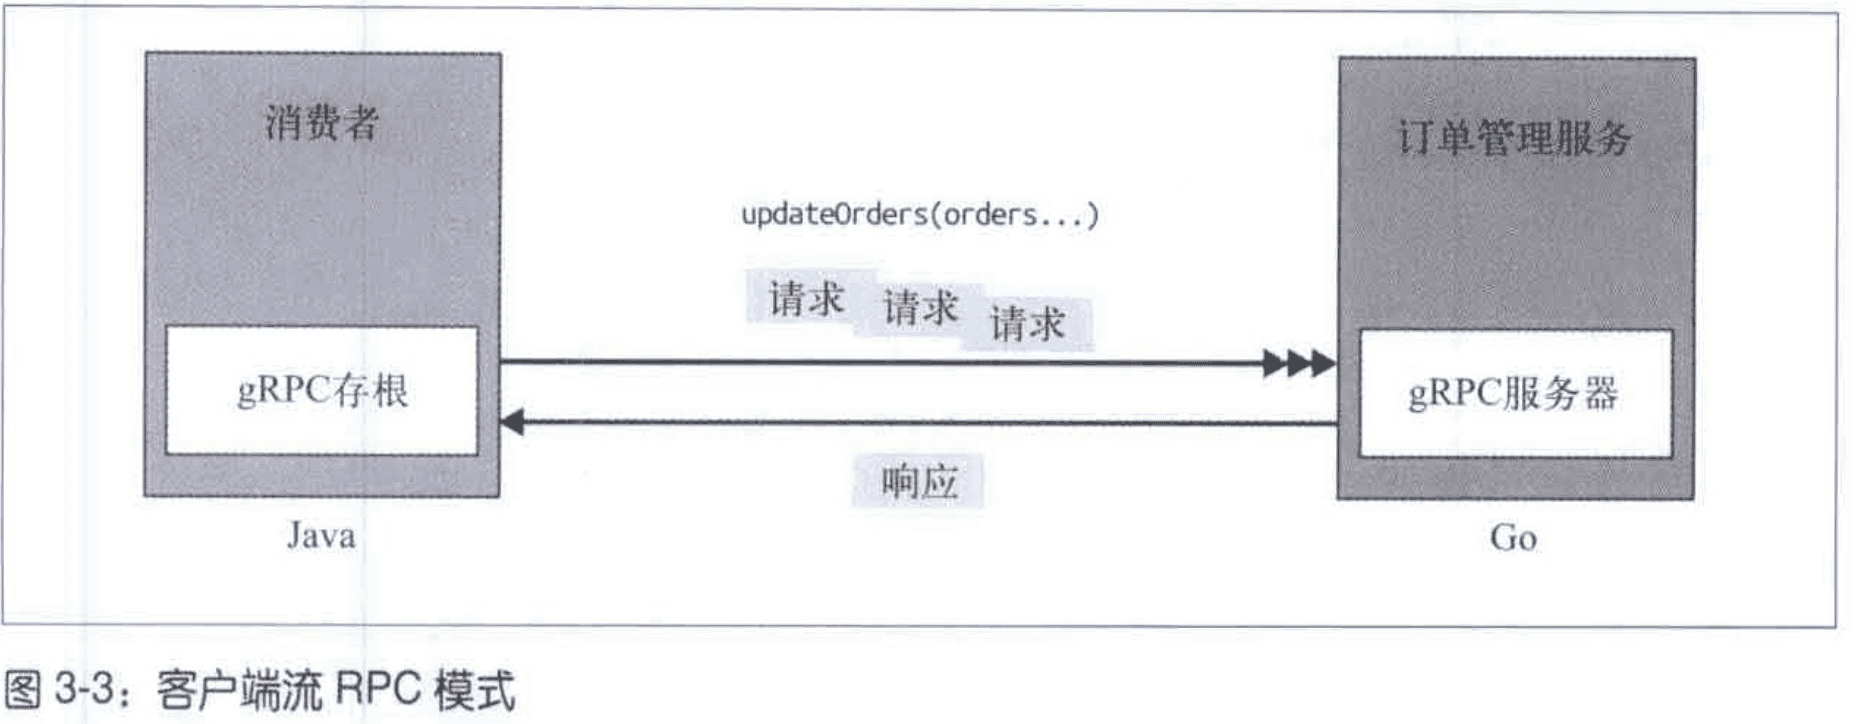 消费者
订单管理服务
updateOrders(orders...)
请求 请求 请求
gRPC存根
gRPC服务器
响应
Java
Go
图 3-3：客户端流 RPC 模式